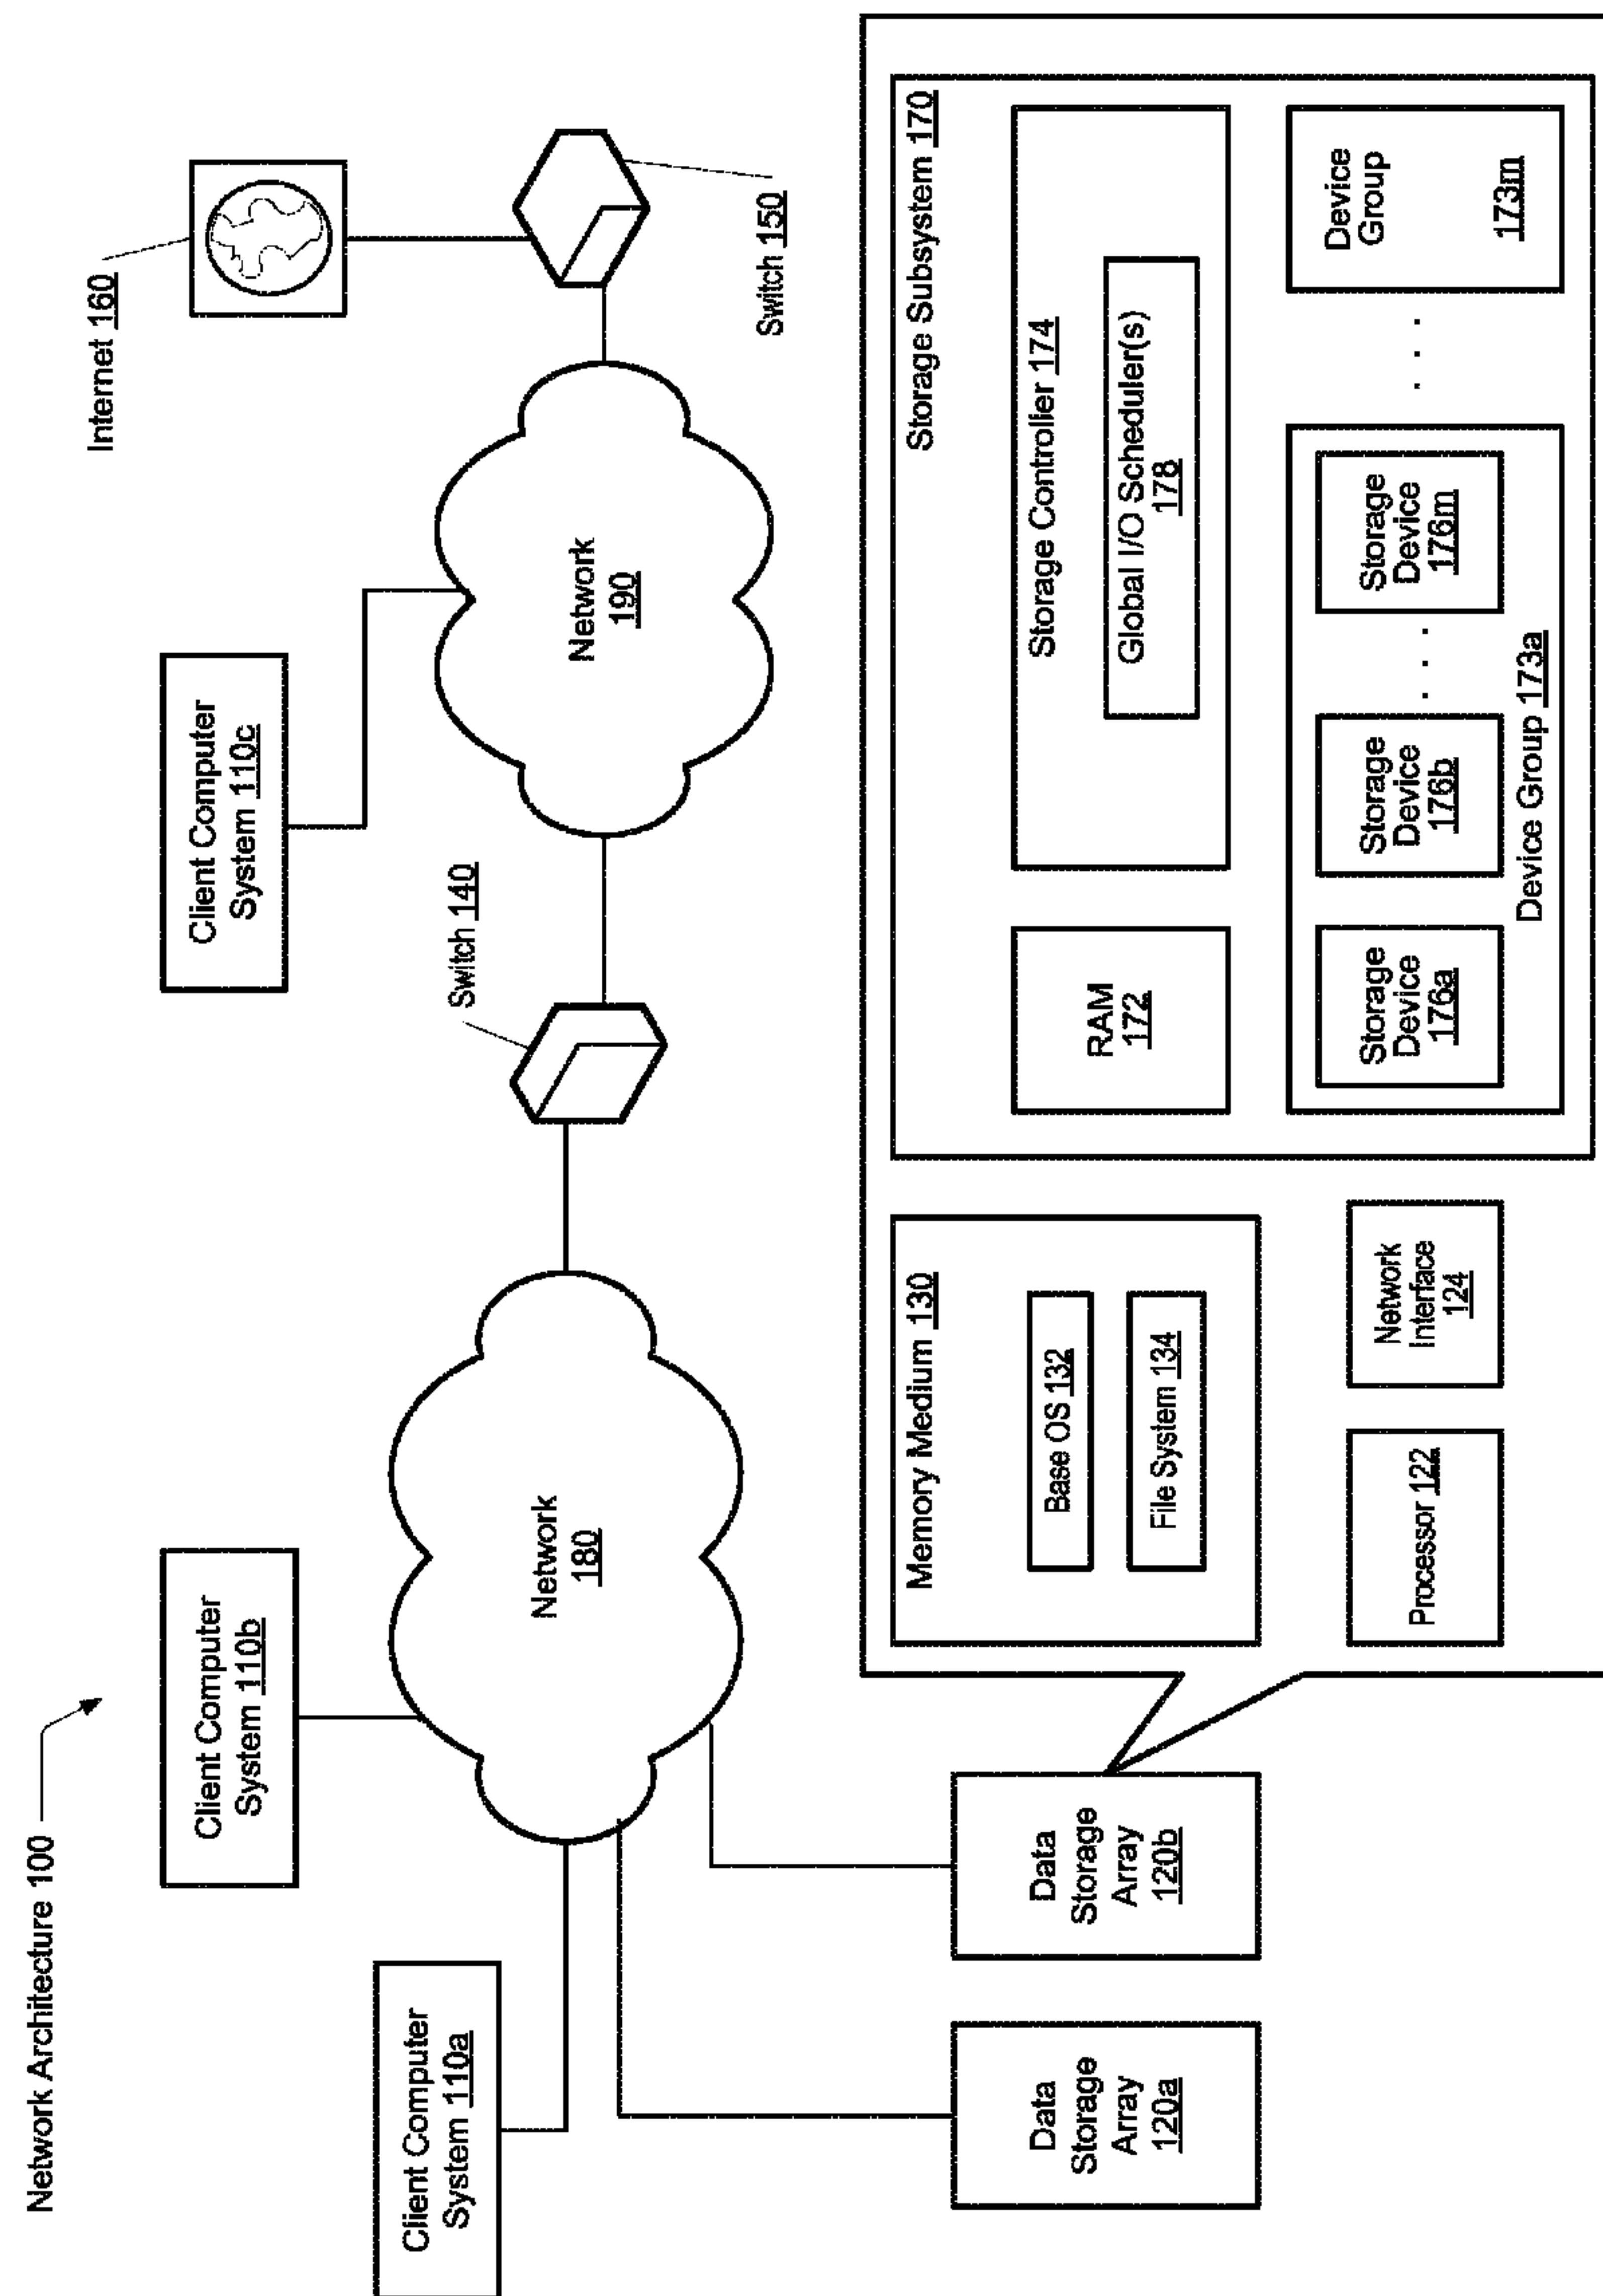 Network Architecture 100
Internet 160
Client Computer
System 110c
Client Computer
System 110b
Switch 140
Switch 150
Client Computer
System 110a
Network
180
Network
190
Data
Storage
Array
120a
Data
Storage
Array
120b
Memory Medium 130
Base OS 132
File System 134
Processor 122
Network
Interface
124
Storage Subsystem 170
RAM
172
Storage Controller 174
Global I/O Scheduler(s)
178
Storage
Device
176a
Storage
Device
176b
. . .
Storage
Device
176m
Device Group 173a
. . .
Device
Group
173m